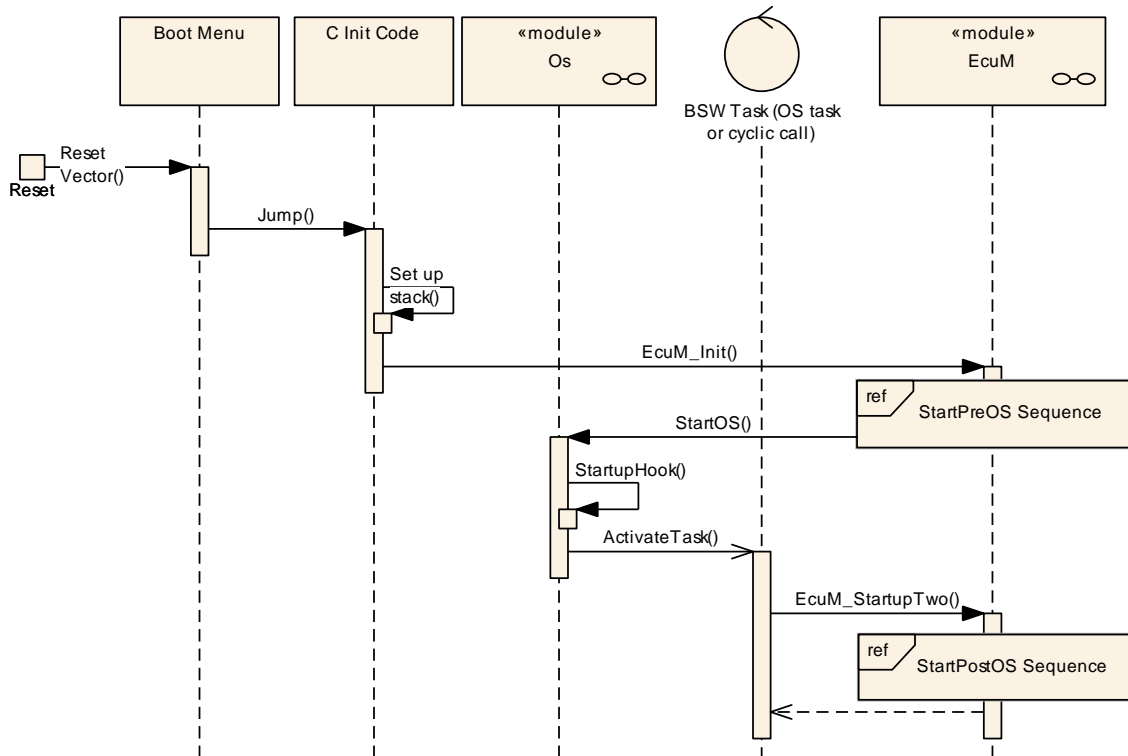 Boot Menu
C Init Code
«module»
Os
«module»
EcuM
BSW Task (OS task
or cyclic call)
Reset
Vector()
Reset
Jump()
Set up
stack()
EcuM_Init()
ref
StartPreOS Sequence
StartOS()
StartupHook()
ActivateTask()
EcuM_StartupTwo()
ref
StartPostOS Sequence